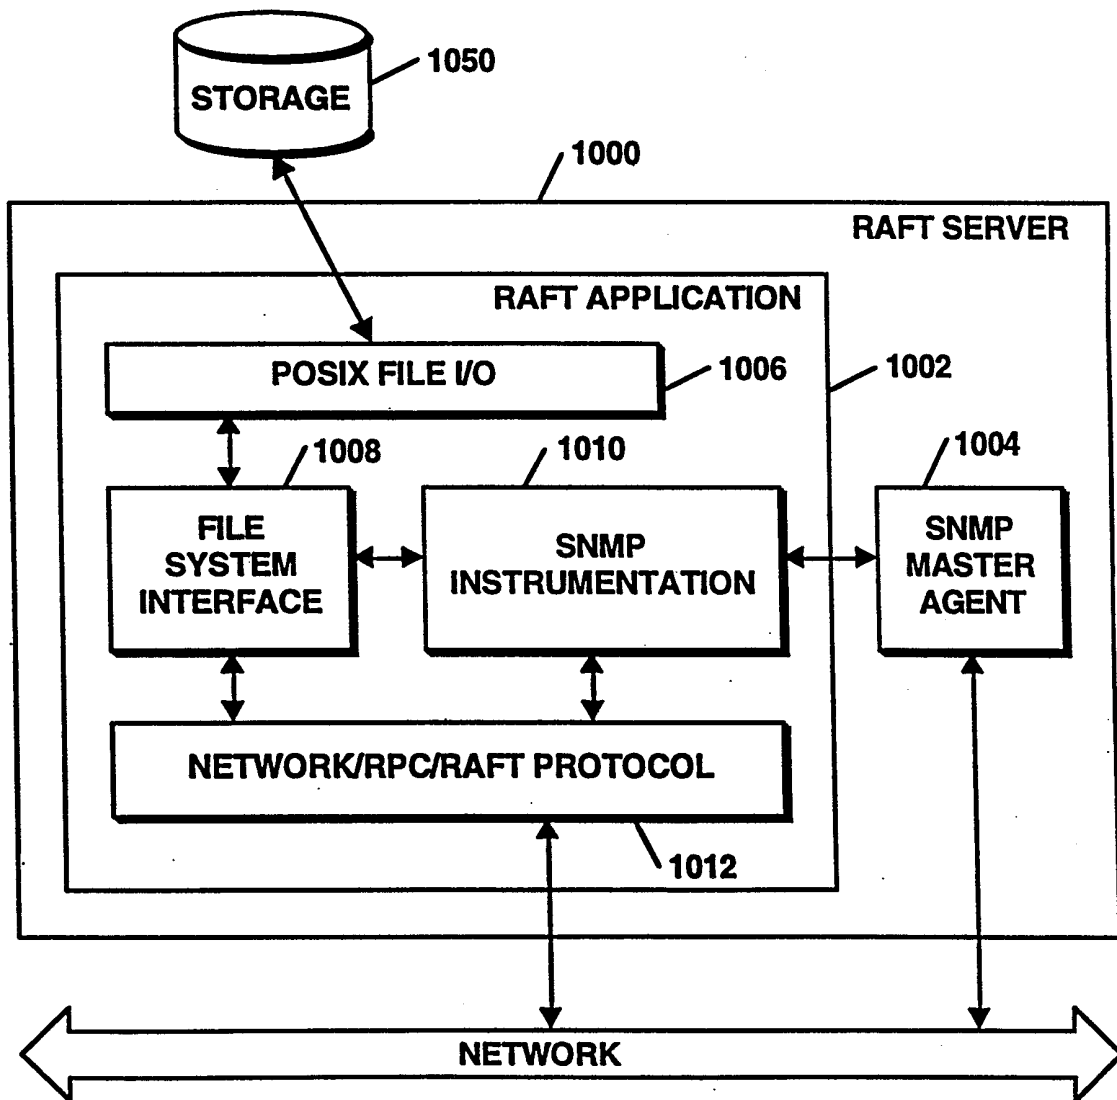 1050
STORAGE
1000
RAFT SERVER
RAFT APPLICATION
POSIX FILE I/O
1006
1002
1008
1010
1004
FILE
SYSTEM
INTERFACE
SNMP
INSTRUMENTATION
SNMP
MASTER
AGENT
NETWORK/RPC/RAFT PROTOCOL
1012
NETWORK